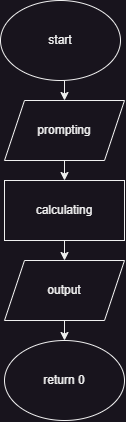 start
prompting
calculating
output
return 0